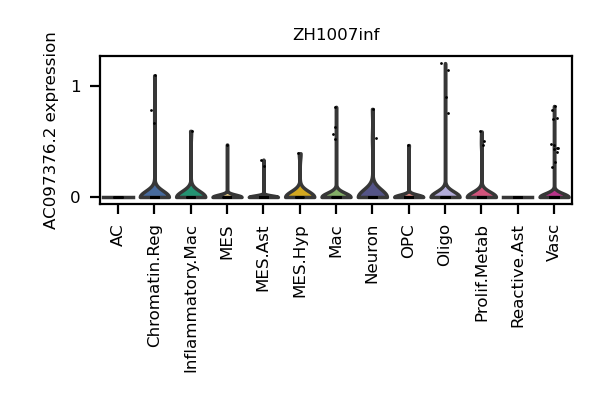 ZH1007inf
AC097376.2 expression
1
0
AC
Chromatin.Reg
Inflammatory.Mac
MES
MES.Ast
MES.Hyp
Mac
Neuron
OPC
Oligo
Prolif.Metab
Reactive.Ast
Vasc